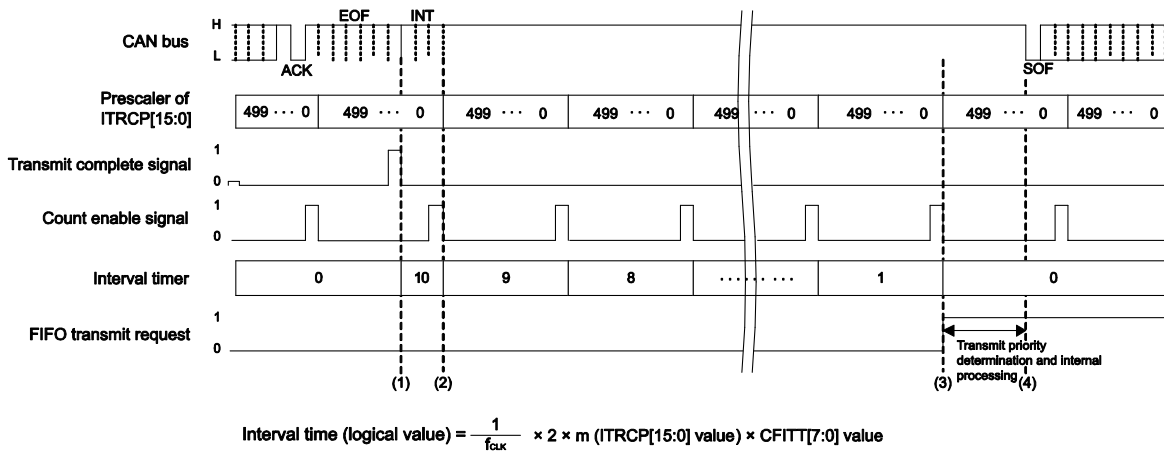 H
EOF
INT
CAN bus
L
ACK
SOF
Prescaler of
ITRCP[15:0]
499 ··· 0
499 ··· 0
499 ··· 0
499 ··· 0
499 ··· 0
499 ··· 0
499 ··· 0
499 ··· 0
Transmit complete signal
1
0
Count enable signal
1
0
Interval timer
0
10
9
8
·········
1
0
FIFO transmit request
1
0
Transmit priority
determination and internal
processing
(1)
(2)
(3)
(4)
Interval time (logical value) = 1 / fCLK × 2 × m (ITRCP[15:0] value) × CFITT[7:0] value